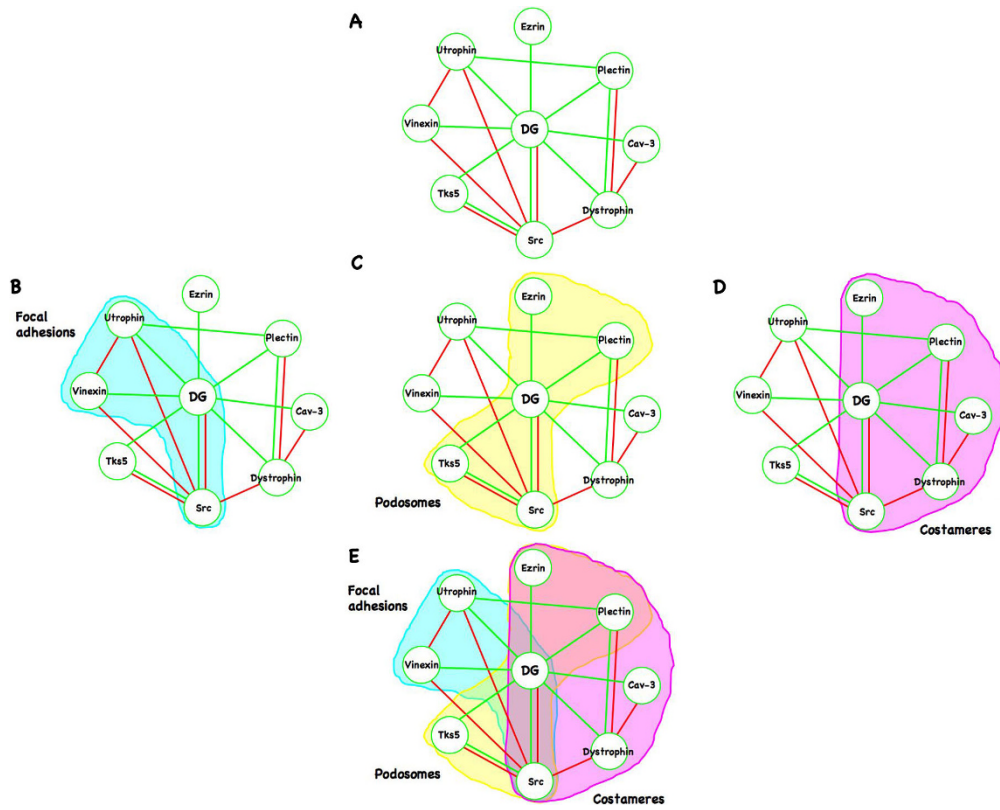 A
Ezrin
Utrophin
Plectin
Vinexin
DG
Cav-3
Tks5
Dystrophin
Src
B
Focal
adhesions
Ezrin
Utrophin
Plectin
Vinexin
DG
Cav-3
Tks5
Dystrophin
Src
C
Ezrin
Utrophin
Plectin
Vinexin
DG
Cav-3
Tks5
Dystrophin
Podosomes
Src
D
Ezrin
Utrophin
Plectin
Vinexin
DG
Cav-3
Tks5
Dystrophin
Src
Costameres
E
Focal
adhesions
Ezrin
Utrophin
Plectin
Vinexin
DG
Cav-3
Tks5
Dystrophin
Podosomes
Src
Costameres